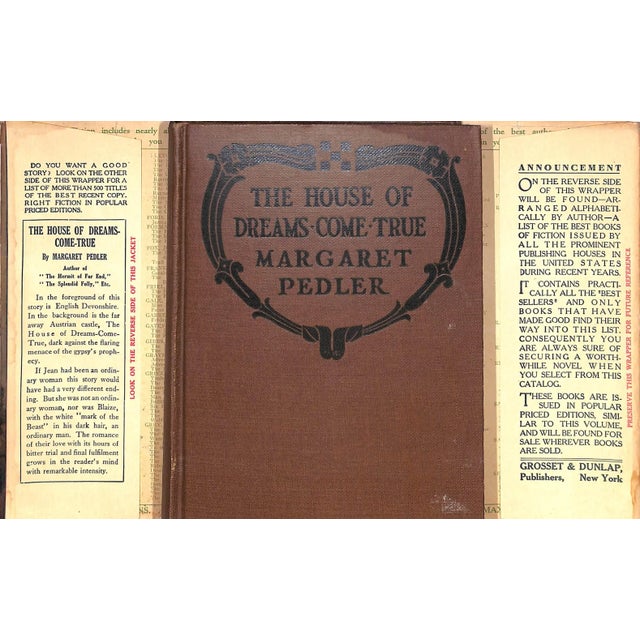 DO YOU WANT A GOOD
STORY? LOOK ON THE OTHER
SIDE OF THIS WRAPPER FOR A
LIST OF MORE THAN 500 TITLES
OF THE BEST RECENT COPY-
RIGHT FICTION IN POPULAR
PRICED EDITIONS.
THE HOUSE OF DREAMS-
COME-TRUE
By MARGARET PEDLER
Author of
"The Hermit of Far End,"
"The Splendid Folly," Etc.
In the foreground of this
story is English Devonshire.
In the background is the far
away Austrian castle, The
House of Dreams-Come-
True, dark against the flaring
menace of the gypsy's proph-
ecy.
If Jean had been an or-
dinary woman this story would
have had a very different end-
ing. But she was not an ordi-
nary woman, nor was Blaize,
with the white "mark of the
Beast" in his dark hair, an
ordinary man. The romance
of their love with its hours of
bitter trial and final fulfilment
grows in the reader's mind
with remarkable intensity.
LOOK ON THE REVERSE SIDE OF THIS JACKET
includes nearly
THE HOUSE OF
DREAMS·COME·TRUE
MARGARET
PEDLER
of the best
ANNOUNCEMENT
ON THE REVERSE SIDE
OF THIS WRAPPER
WILL BE FOUND—AR-
RANGED ALPHABETI-
CALLY BY AUTHOR—A
LIST OF THE BEST BOOKS
OF FICTION ISSUED BY
ALL THE PROMINENT
PUBLISHING HOUSES IN
THE UNITED STATES
DURING RECENT YEARS.
IT CONTAINS PRACTI-
CALLY ALL THE "BEST
SELLERS" AND ONLY
BOOKS THAT HAVE
MADE GOOD FIND THEIR
WAY INTO THIS LIST.
CONSEQUENTLY YOU
ARE ALWAYS SURE OF
SECURING A WORTH-
WHILE NOVEL WHEN
YOU SELECT FROM THIS
CATALOG.
THESE BOOKS ARE IS-
SUED IN POPULAR
PRICED EDITIONS, SIMI-
LAR TO THIS VOLUME,
AND WILL BE FOUND FOR
SALE WHEREVER BOOKS
ARE SOLD.
GROSSET & DUNLAP,
Publishers, New York
PRESERVE THIS WRAPPER FOR FUTURE REFERENCE